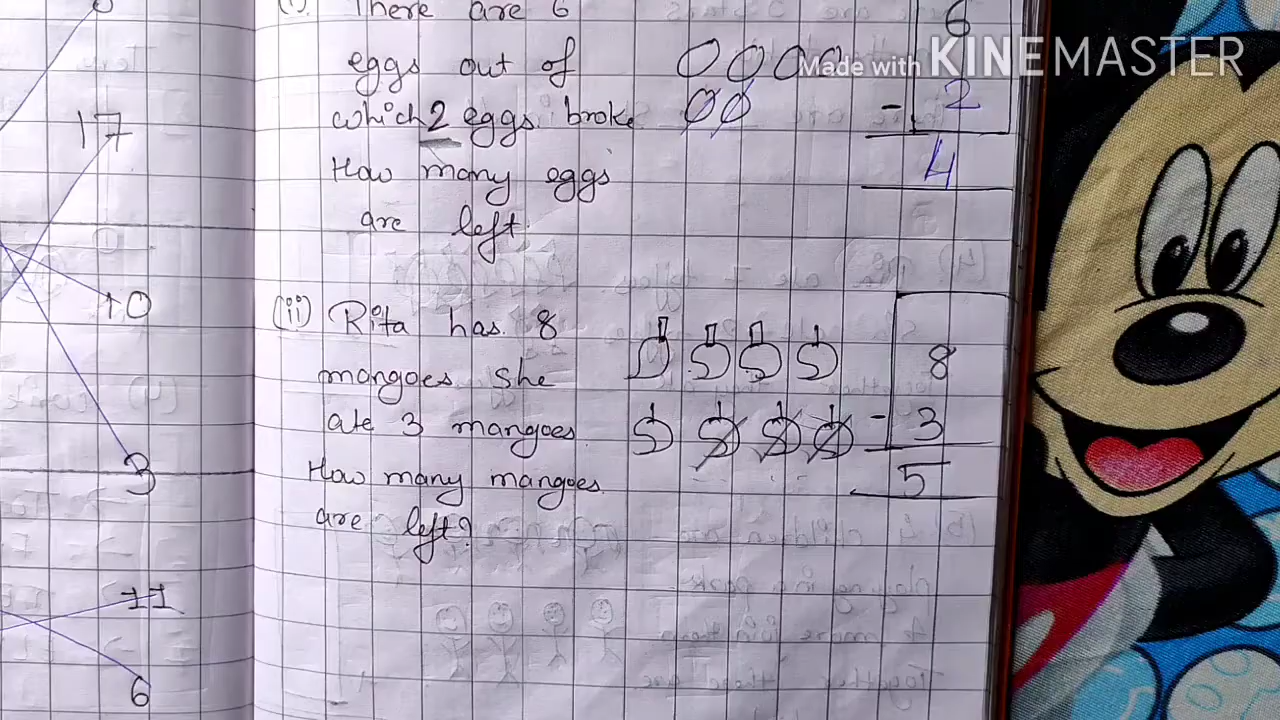 (i) There are 6
eggs out of
which 2 eggs broke
How many eggs
are left
6
- 2
4
(ii) Rita has 8
mangoes she
ate 3 mangoes.
How many mangoes
are left?
8
- 3
5
17
10
3
11
6
Made with KINEMASTER